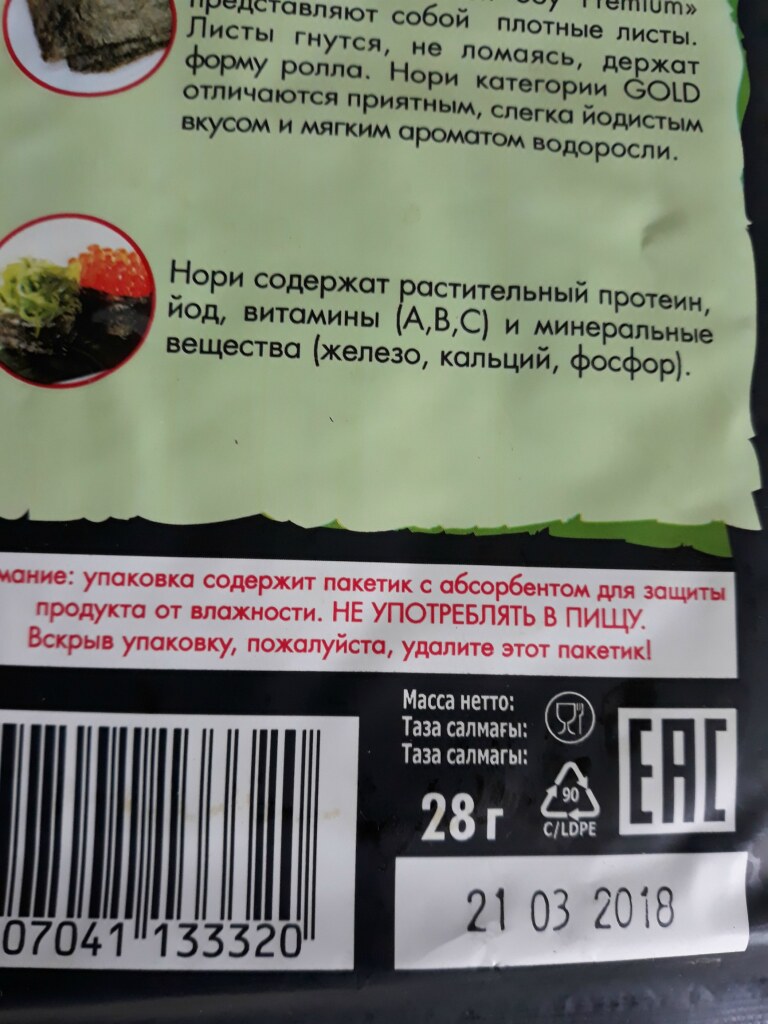 Premium»
представляют собой плотные листы.
Листы гнутся, не ломаясь, держат
форму ролла. Нори категории GOLD
отличаются приятным, слегка йодистым
вкусом и мягким ароматом водоросли.
Нори содержат растительный протеин,
йод, витамины (А,В,С) и минеральные
вещества (железо, кальций, фосфор).
мание: упаковка содержит пакетик с абсорбентом для защиты
продукта от влажности. НЕ УПОТРЕБЛЯТЬ В ПИЩУ.
Вскрыв упаковку, пожалуйста, удалите этот пакетик!
Масса нетто:
Таза салмағы:
Таза салмагы:
28 г
90
C/LDPE
EAC
07041 133320
21 03 2018